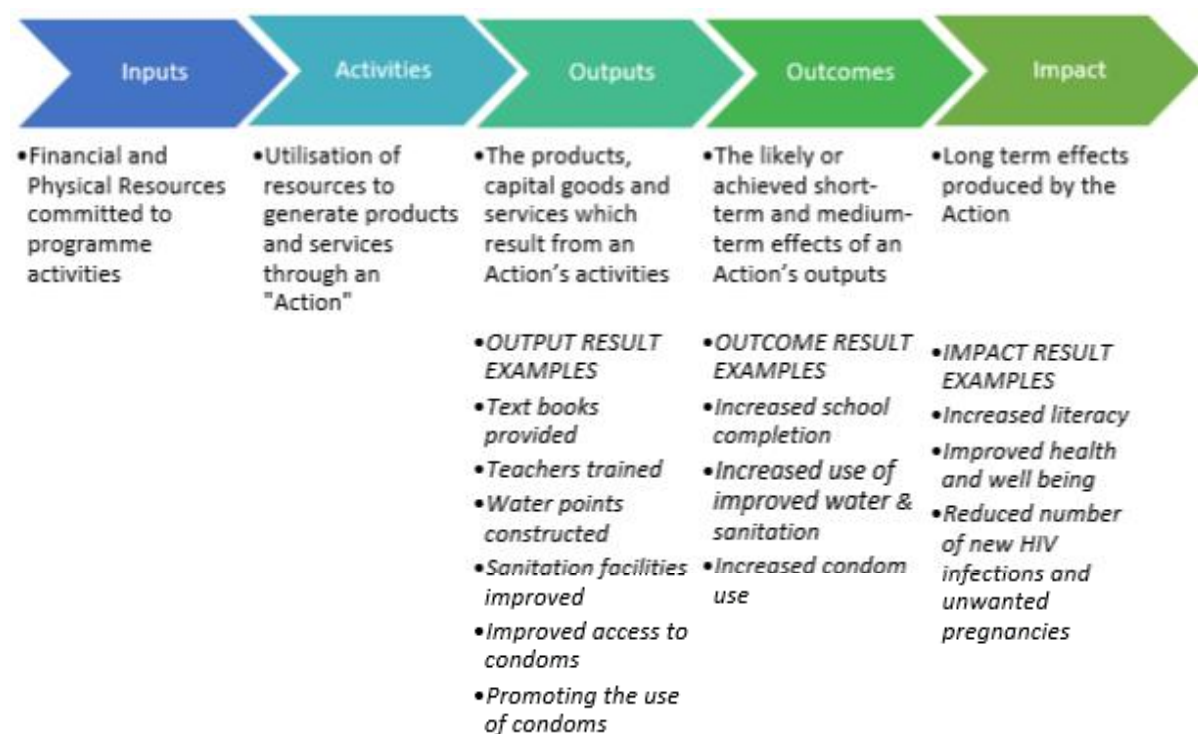 Inputs
Activities
Outputs
Outcomes
Impact
•Financial and
Physical Resources
committed to
programme
activities
•Utilisation of
resources to
generate products
and services
through an
"Action"
•The products,
capital goods and
services which
result from an
Action's activities
•OUTPUT RESULT
EXAMPLES
•Text books
provided
•Teachers trained
•Water points
constructed
•Sanitation facilities
improved
•Improved access to
condoms
•Promoting the use
of condoms
•The likely or
achieved short-
term and medium-
term effects of an
Action's outputs
•OUTCOME RESULT
EXAMPLES
•Increased school
completion
•Increased use of
improved water &
sanitation
•Increased condom
use
•Long term effects
produced by the
Action
•IMPACT RESULT
EXAMPLES
•Increased literacy
•Improved health
and well being
•Reduced number
of new HIV
infections and
unwanted
pregnancies